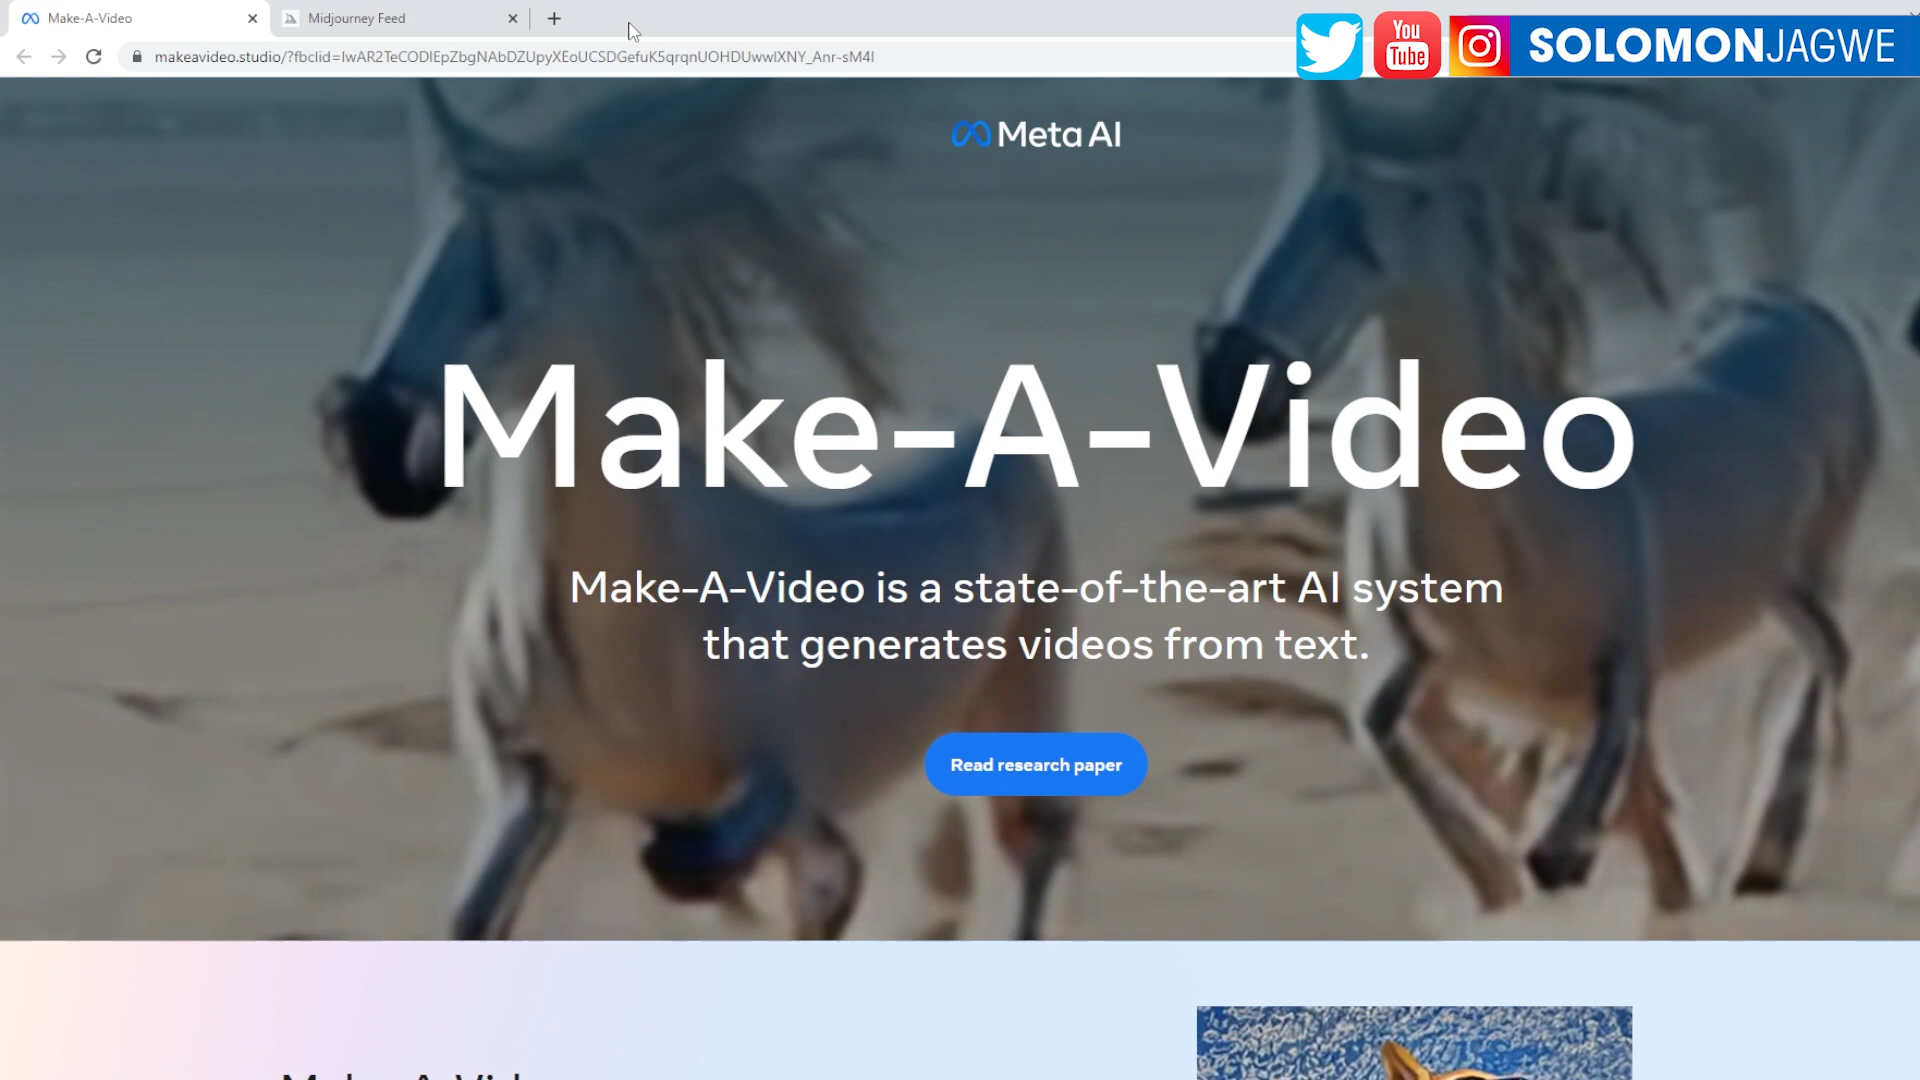 Make-A-Video
Midjourney Feed
You
Tube
SOLOMONJAGWE
makeavideo.studio/?fbclid=IwAR2TeCODIEpZbgNAbDZUpyXEoUCSDGefuK5qrqnUOHDUwwIXNY_Anr-sM4I
Meta AI
Make-A-Video
Make-A-Video is a state-of-the-art AI system
that generates videos from text.
Read research paper